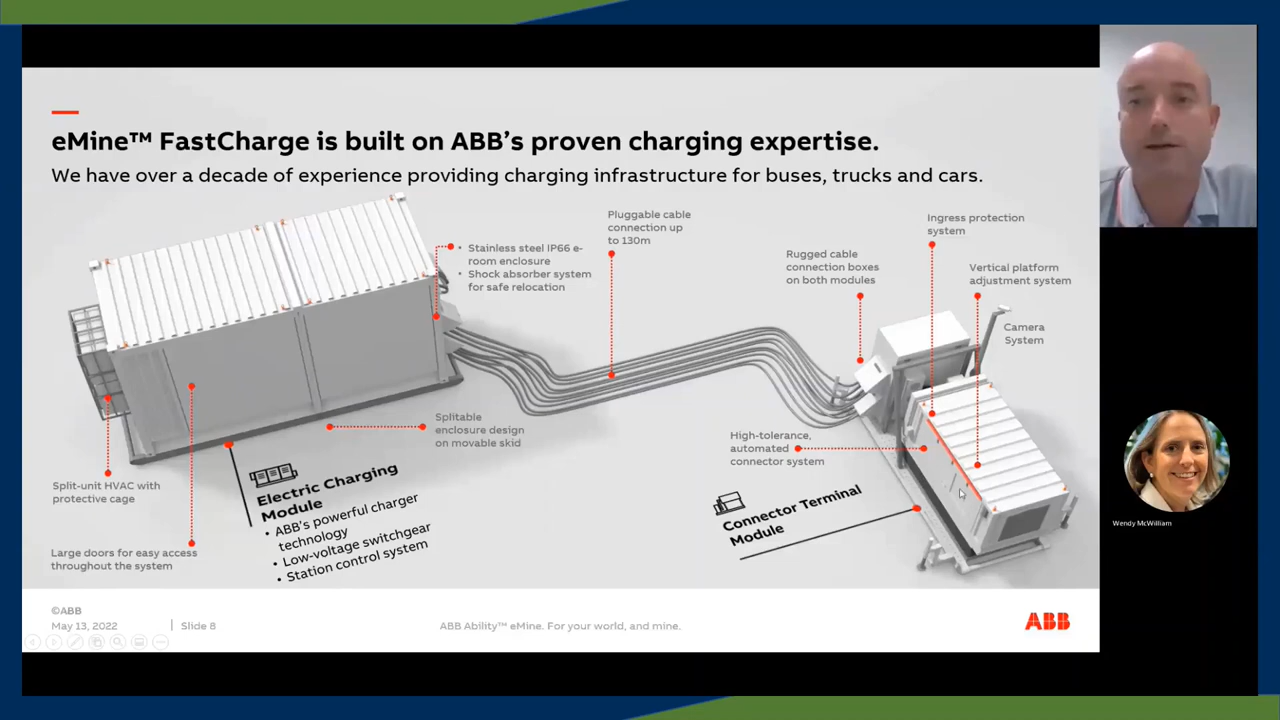 eMine™ FastCharge is built on ABB's proven charging expertise.
We have over a decade of experience providing charging infrastructure for buses, trucks and cars.
• Stainless steel IP66 e-
room enclosure
• Shock absorber system
for safe relocation
Pluggable cable
connection up
to 130m
Rugged cable
connection boxes
on both modules
Ingress protection
system
Vertical platform
adjustment system
Camera
System
Splitable
enclosure design
on movable skid
High-tolerance,
automated
connector system
Split-unit HVAC with
protective cage
Large doors for easy access
throughout the system
Electric Charging
Module
• ABB's powerful charger
technology
• Low-voltage switchgear
• Station control system
Connector Terminal
Module
©ABB
May 13, 2022
Slide 8
ABB Ability™ eMine. For your world, and mine.
ABB
Wendy McWilliam